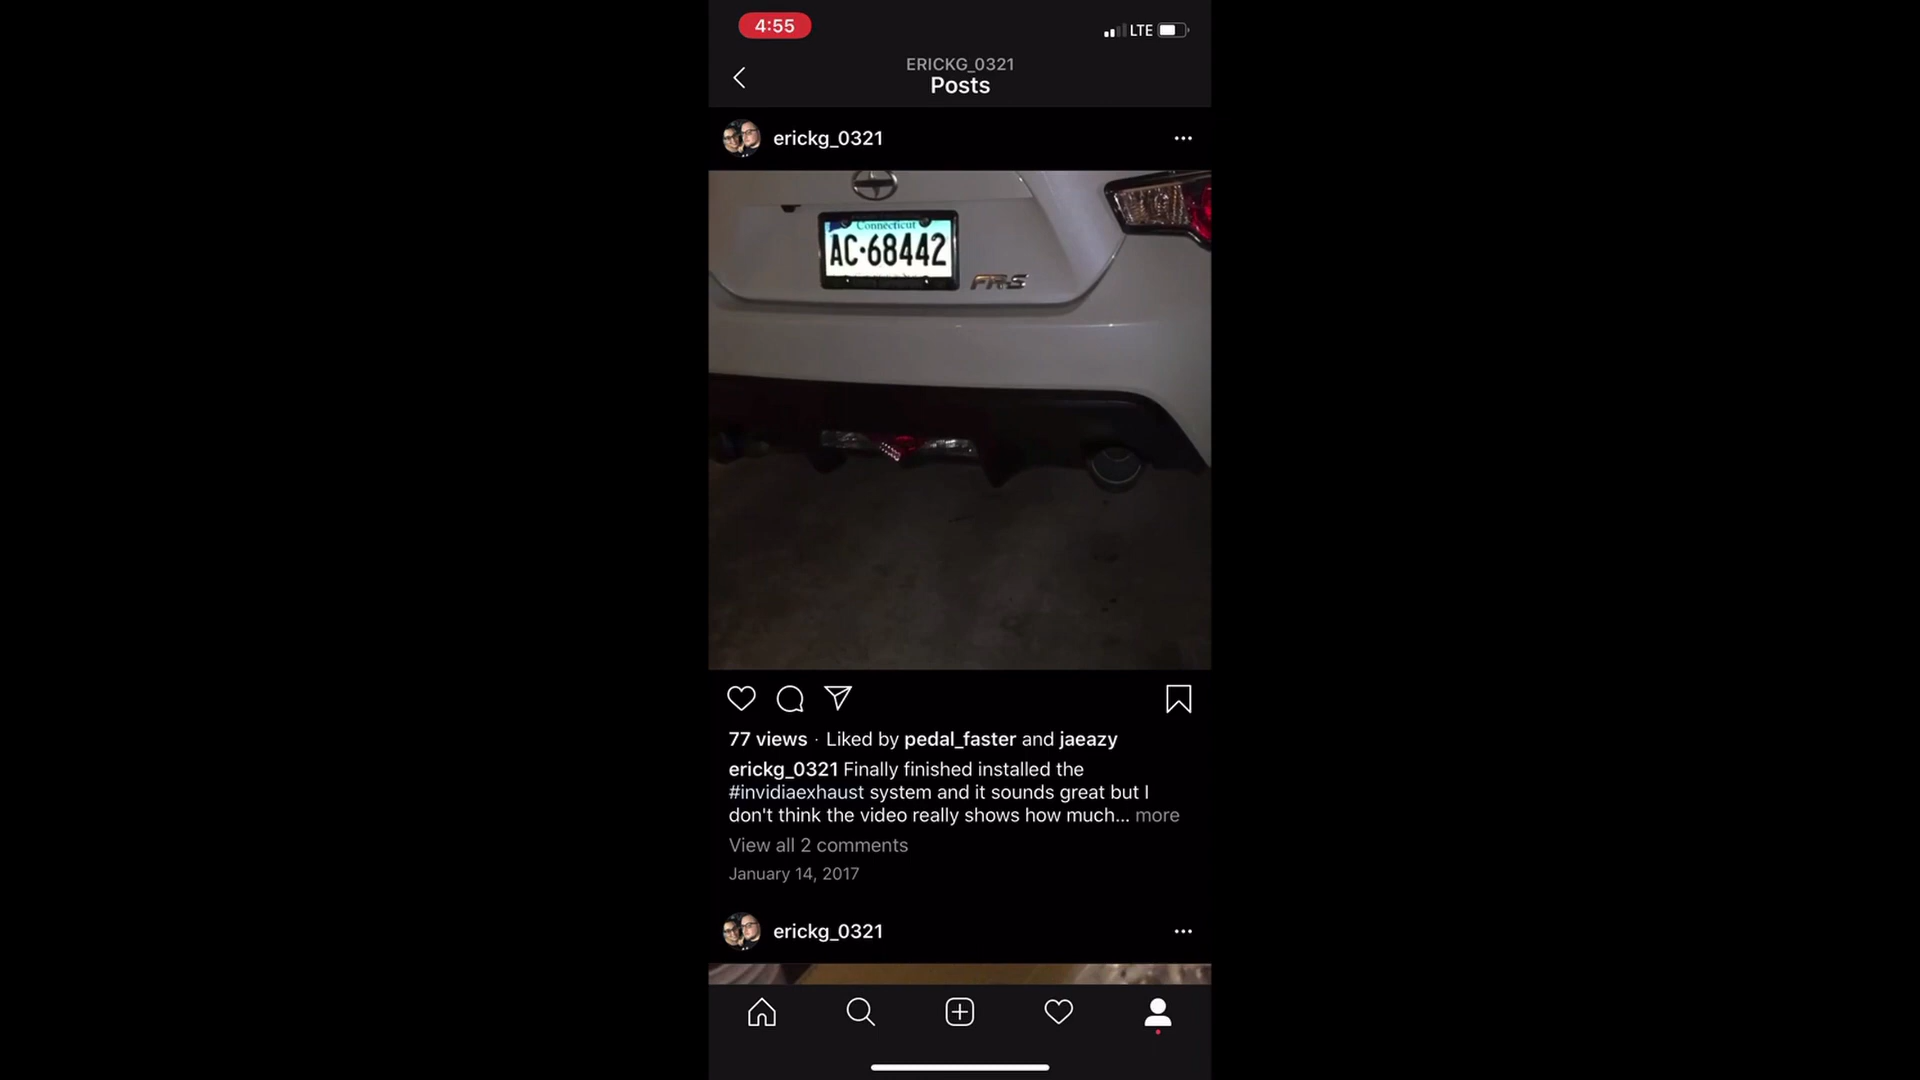 4:55
LTE
ERICKG_0321
Posts
erickg_0321
Connecticut
AC·68442
FR-S
77 views · Liked by pedal_faster and jaeazy
erickg_0321 Finally finished installed the
#invidiaexhaust system and it sounds great but I
don't think the video really shows how much... more
View all 2 comments
January 14, 2017
erickg_0321